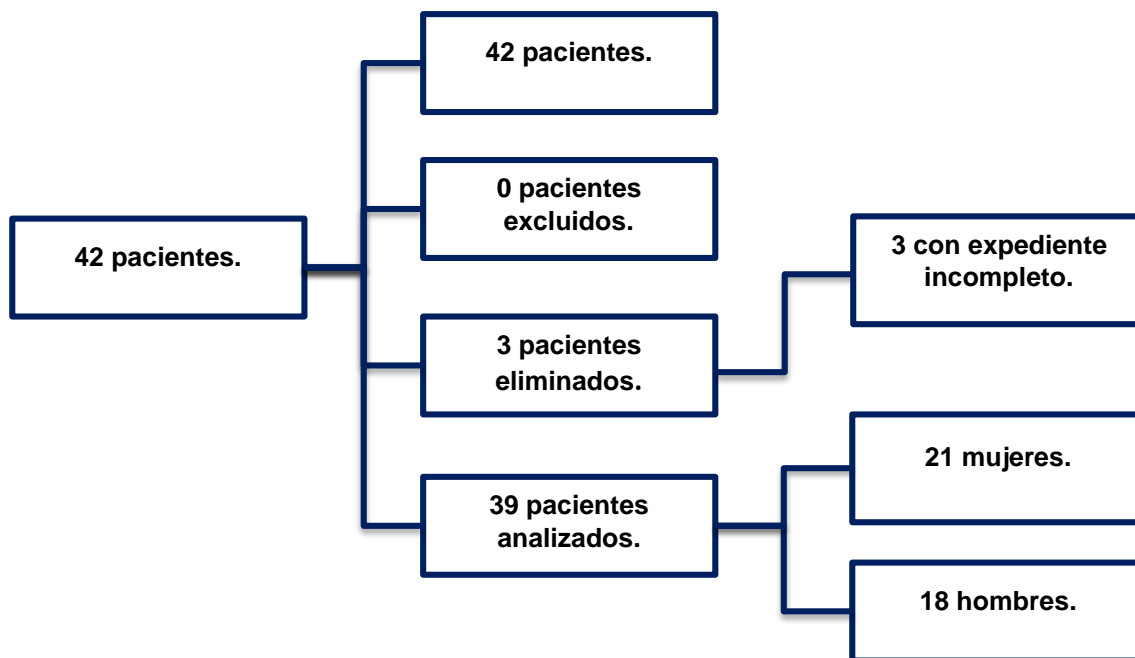 42 pacientes.
42 pacientes.
0 pacientes
excluidos.
3 pacientes
eliminados.
39 pacientes
analizados.
3 con expediente
incompleto.
21 mujeres.
18 hombres.